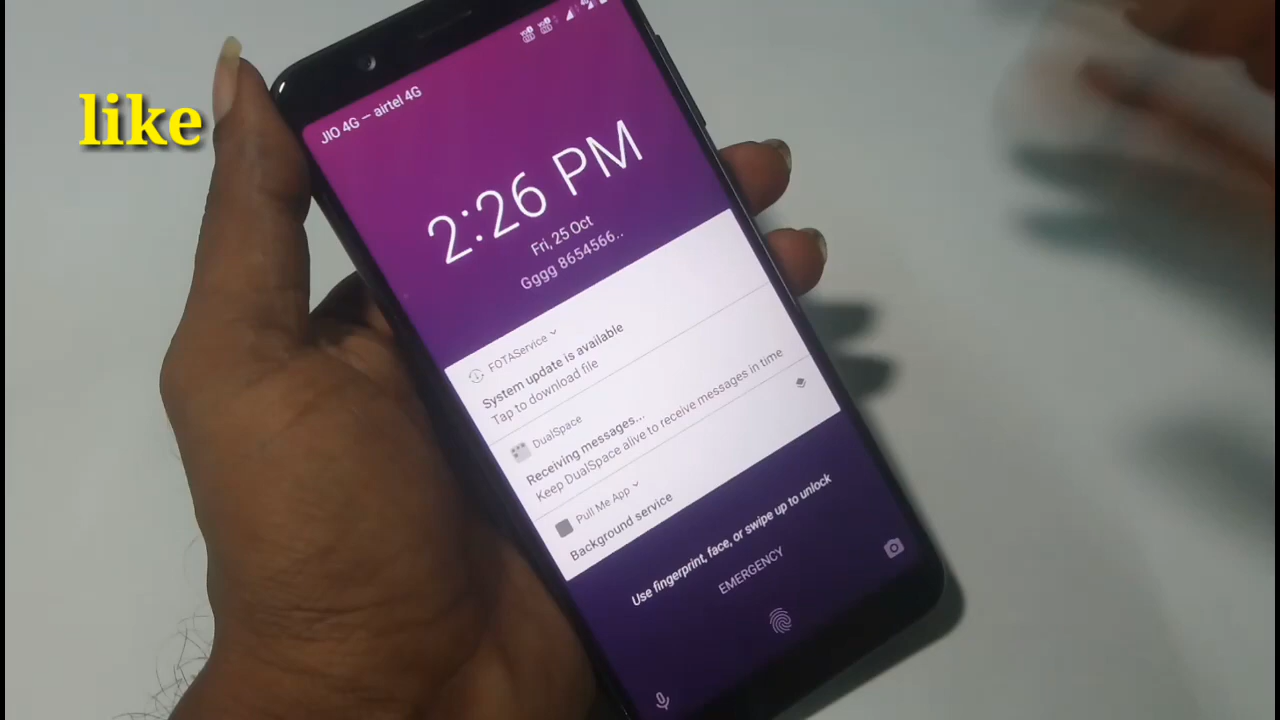 like
JIO 4G — airtel 4G
2:26 PM
Fri, 25 Oct
Gggg 8654566..
FOTAService
System update is available
Tap to download file
DualSpace
Receiving messages...
Keep DualSpace alive to receive messages in time
Pull Me App
Background service
Use fingerprint, face, or swipe up to unlock
EMERGENCY